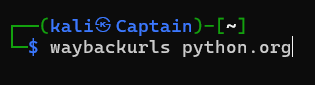 ┌──(kali㉿Captain)-[~]
└─$ waybackurls python.org